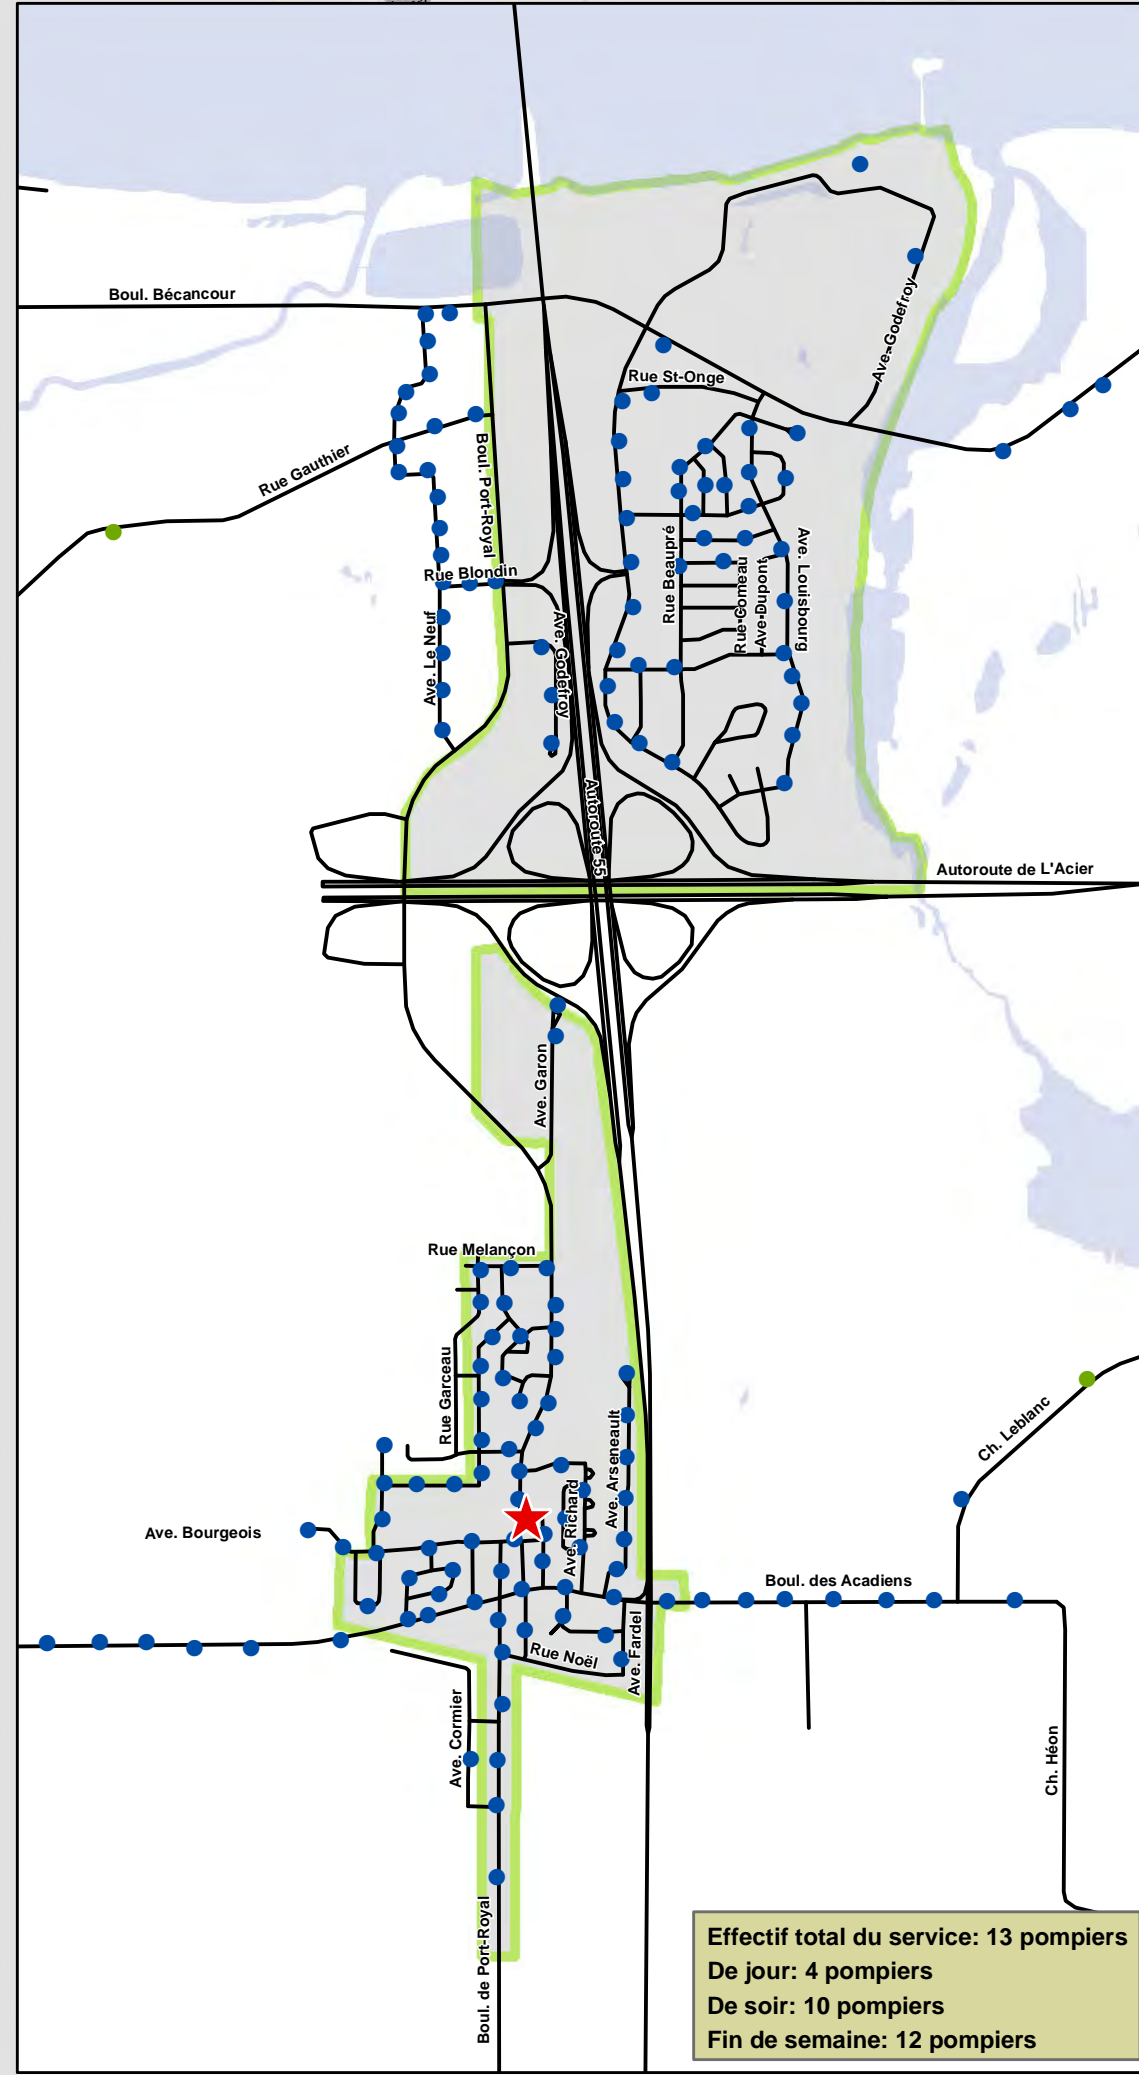 Boul. Bécancour
Ave. Godefroy
Rue St-Onge
Rue Gauthier
Boul. Port-Royal
Rue Blondin
Ave. Le Neuf
Ave. Godefroy
Rue Beaupré
Rue Comeau
Ave. Dupont
Ave. Louisbourg
Autoroute 55
Autoroute de L'Acier
Ave. Garon
Rue Melançon
Rue Garceau
Ave. Arseneault
Ave. Richard
Ch. Leblanc
Ave. Bourgeois
Boul. des Acadiens
Rue Noël
Ave. Fardel
Ave. Cormier
Ch. Héon
Boul. de Port-Royal
Effectif total du service: 13 pompiers
De jour: 4 pompiers
De soir: 10 pompiers
Fin de semaine: 12 pompiers